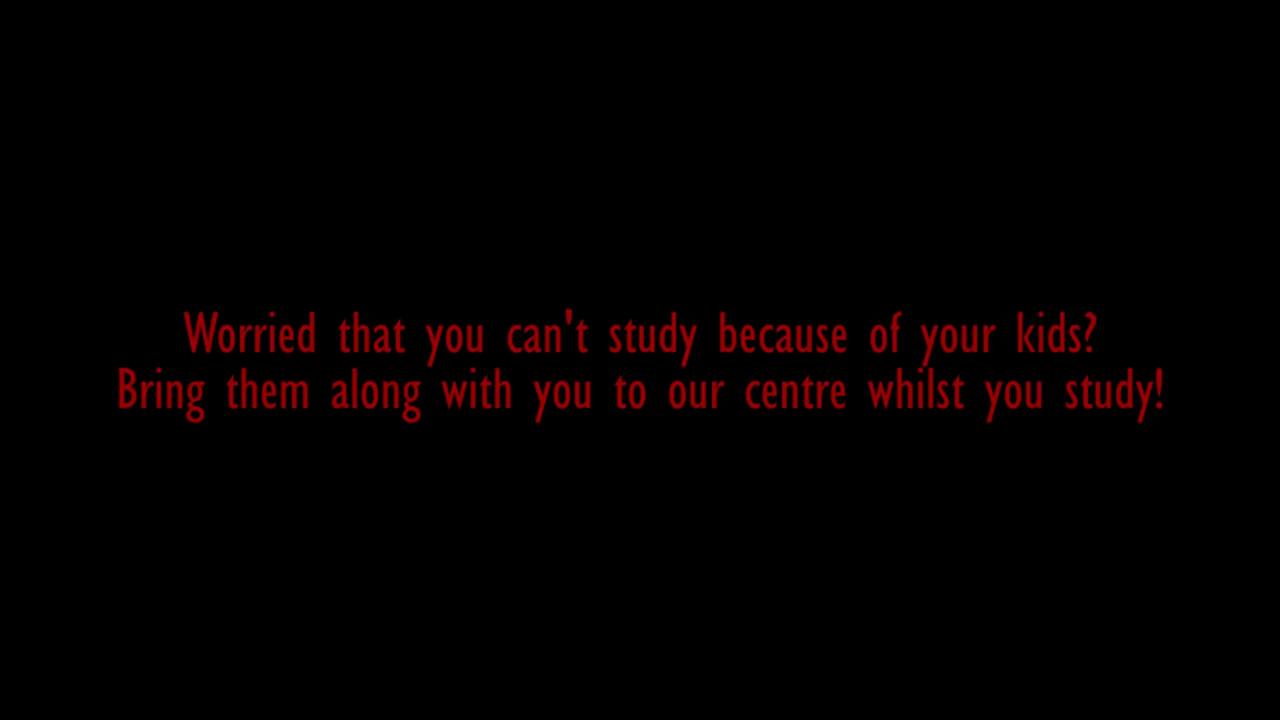 Worried that you can't study because of your kids?
Bring them along with you to our centre whilst you study!